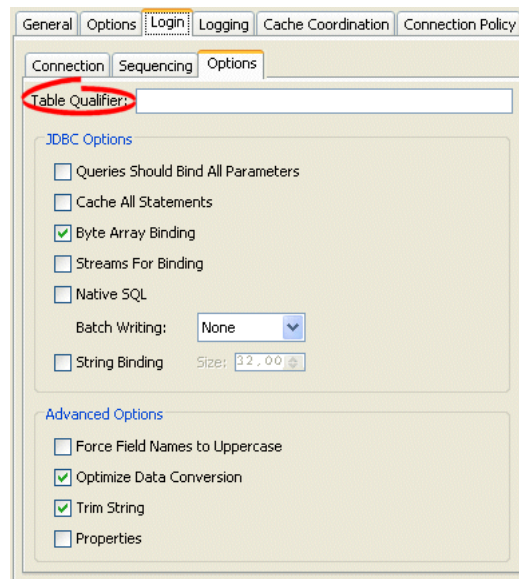 General Options Login Logging Cache Coordination Connection Policy
Connection Sequencing Options
Table Qualifier:
JDBC Options
Queries Should Bind All Parameters
Cache All Statements
Byte Array Binding
Streams For Binding
Native SQL
Batch Writing: None
String Binding Size: 32,00
Advanced Options
Force Field Names to Uppercase
Optimize Data Conversion
Trim String
Properties